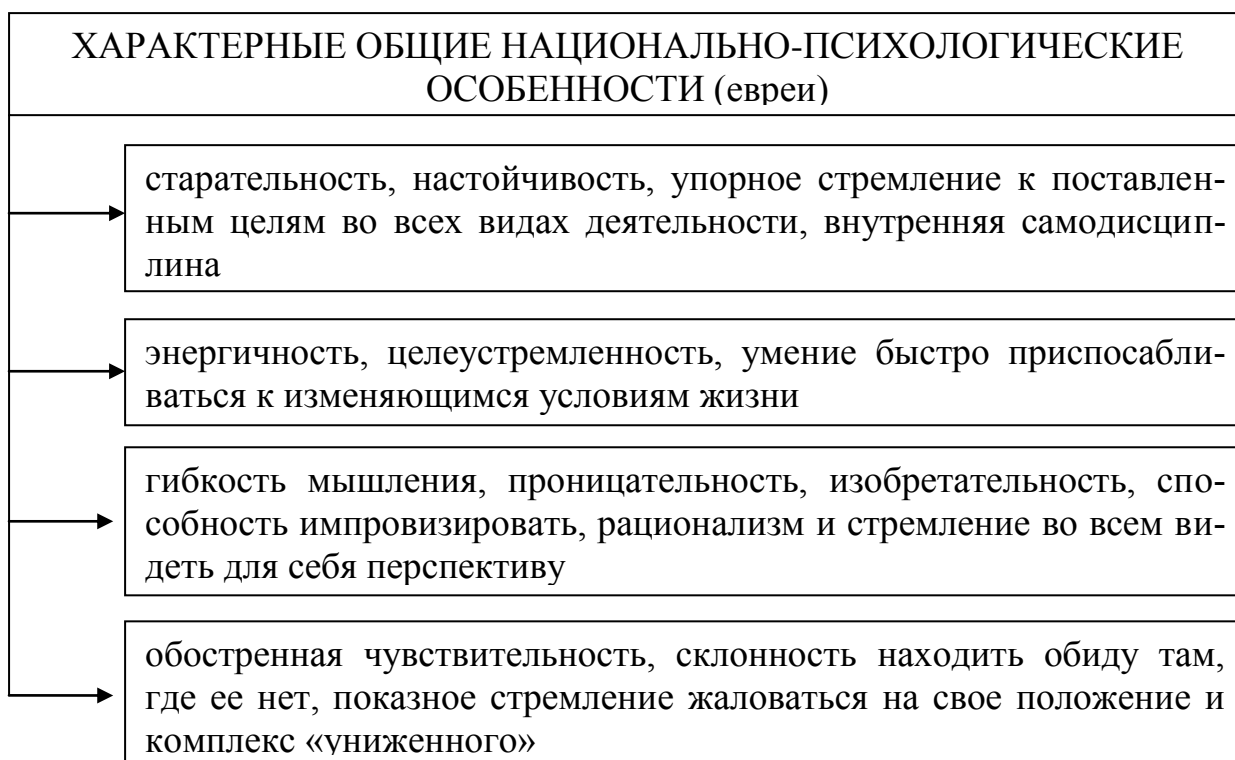 ХАРАКТЕРНЫЕ ОБЩИЕ НАЦИОНАЛЬНО-ПСИХОЛОГИЧЕСКИЕ
ОСОБЕННОСТИ (евреи)
старательность, настойчивость, упорное стремление к поставлен-
ным целям во всех видах деятельности, внутренняя самодисцип-
лина
энергичность, целеустремленность, умение быстро приспосабли-
ваться к изменяющимся условиям жизни
гибкость мышления, проницательность, изобретательность, спо-
собность импровизировать, рационализм и стремление во всем ви-
деть для себя перспективу
обостренная чувствительность, склонность находить обиду там,
где ее нет, показное стремление жаловаться на свое положение и
комплекс «униженного»